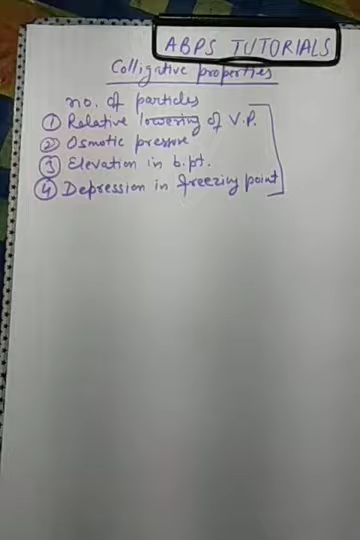 ABPS TUTORIALS
Colligative properties
no. of particles
① Relative lowering of V.P.
② Osmotic pressure
③ Elevation in b.pt.
④ Depression in freezing point